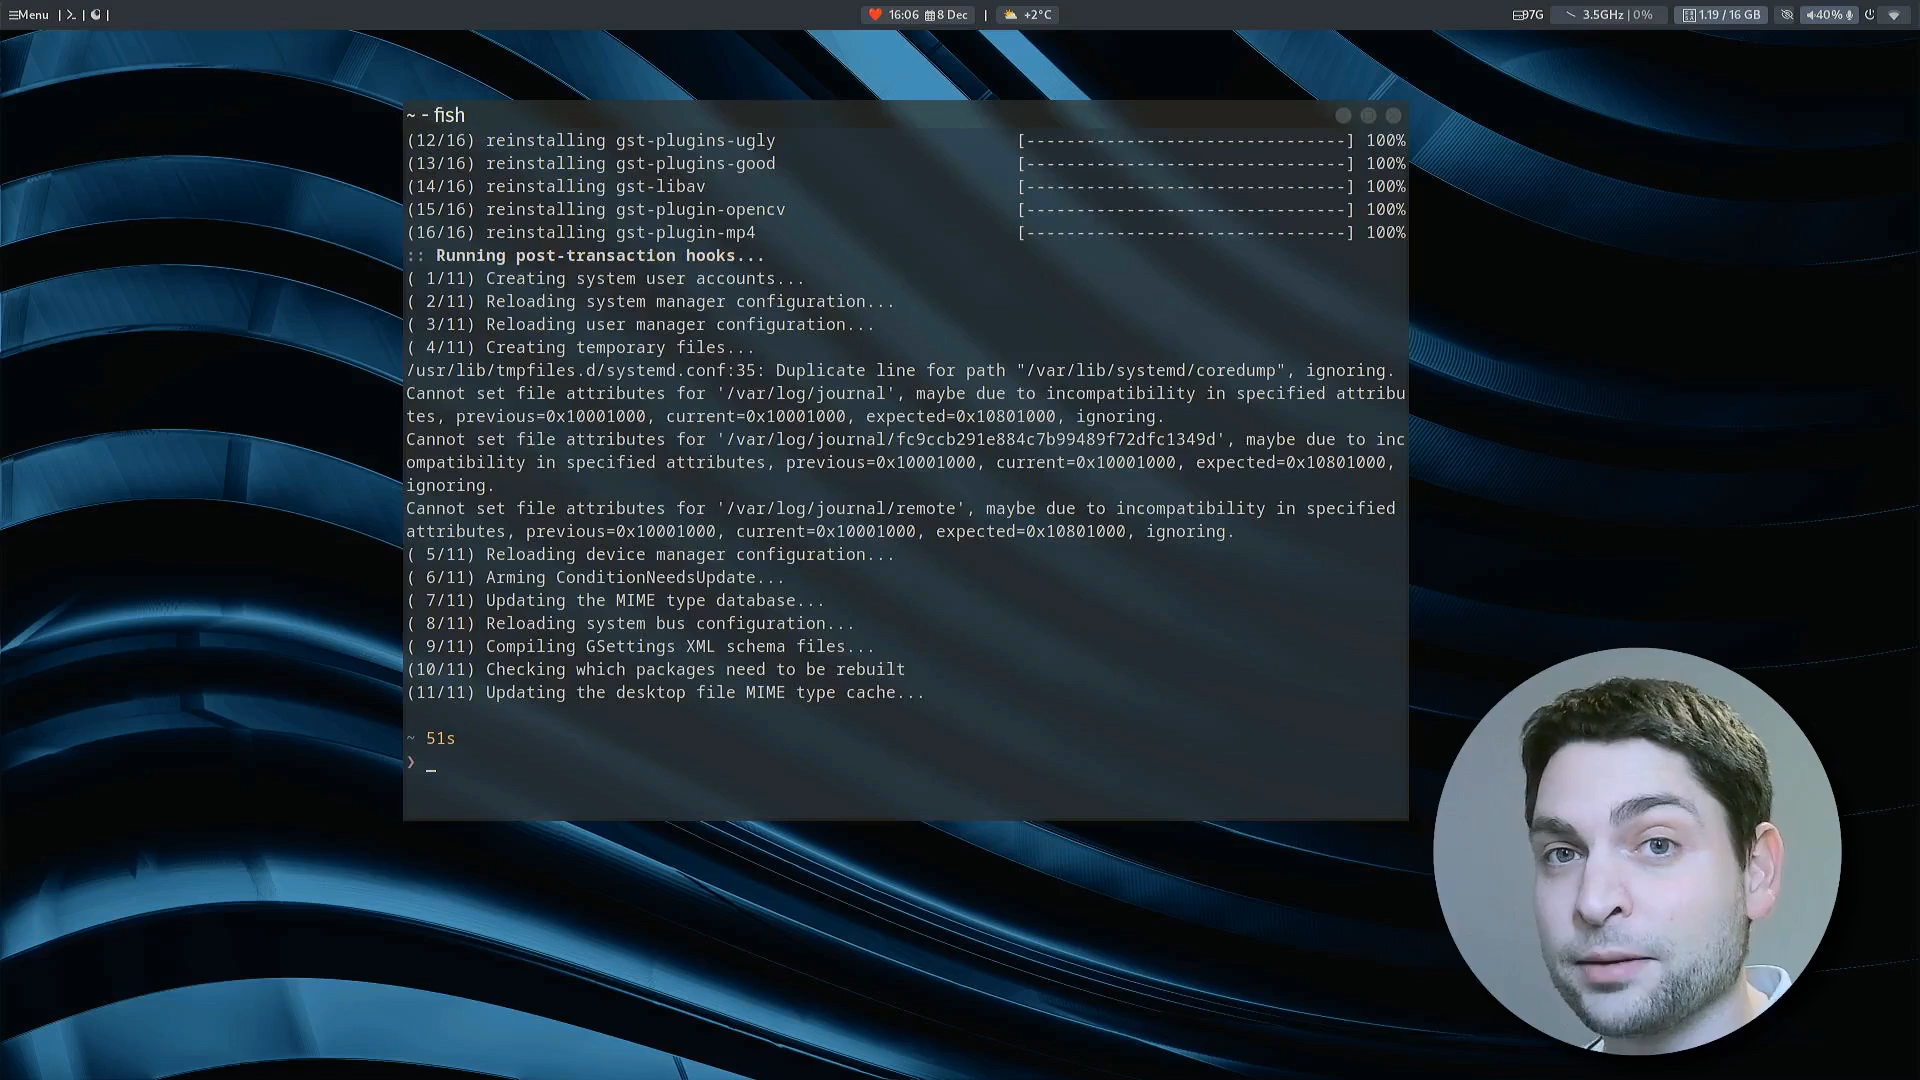 Menu
16:06 8 Dec | +2°C
97G 3.5GHz | 0% 1.19 / 16 GB 40%
~ - fish
(12/16) reinstalling gst-plugins-ugly [--------------------------------] 100%
(13/16) reinstalling gst-plugins-good [--------------------------------] 100%
(14/16) reinstalling gst-libav [--------------------------------] 100%
(15/16) reinstalling gst-plugin-opencv [--------------------------------] 100%
(16/16) reinstalling gst-plugin-mp4 [--------------------------------] 100%
:: Running post-transaction hooks...
( 1/11) Creating system user accounts...
( 2/11) Reloading system manager configuration...
( 3/11) Reloading user manager configuration...
( 4/11) Creating temporary files...
/usr/lib/tmpfiles.d/systemd.conf:35: Duplicate line for path "/var/lib/systemd/coredump", ignoring.
Cannot set file attributes for '/var/log/journal', maybe due to incompatibility in specified attribu
tes, previous=0x10001000, current=0x10001000, expected=0x10801000, ignoring.
Cannot set file attributes for '/var/log/journal/fc9ccb291e884c7b99489f72dfc1349d', maybe due to inc
ompatibility in specified attributes, previous=0x10001000, current=0x10001000, expected=0x10801000,
ignoring.
Cannot set file attributes for '/var/log/journal/remote', maybe due to incompatibility in specified
attributes, previous=0x10001000, current=0x10001000, expected=0x10801000, ignoring.
( 5/11) Reloading device manager configuration...
( 6/11) Arming ConditionNeedsUpdate...
( 7/11) Updating the MIME type database...
( 8/11) Reloading system bus configuration...
( 9/11) Compiling GSettings XML schema files...
(10/11) Checking which packages need to be rebuilt
(11/11) Updating the desktop file MIME type cache...
~ 51s
❯ _